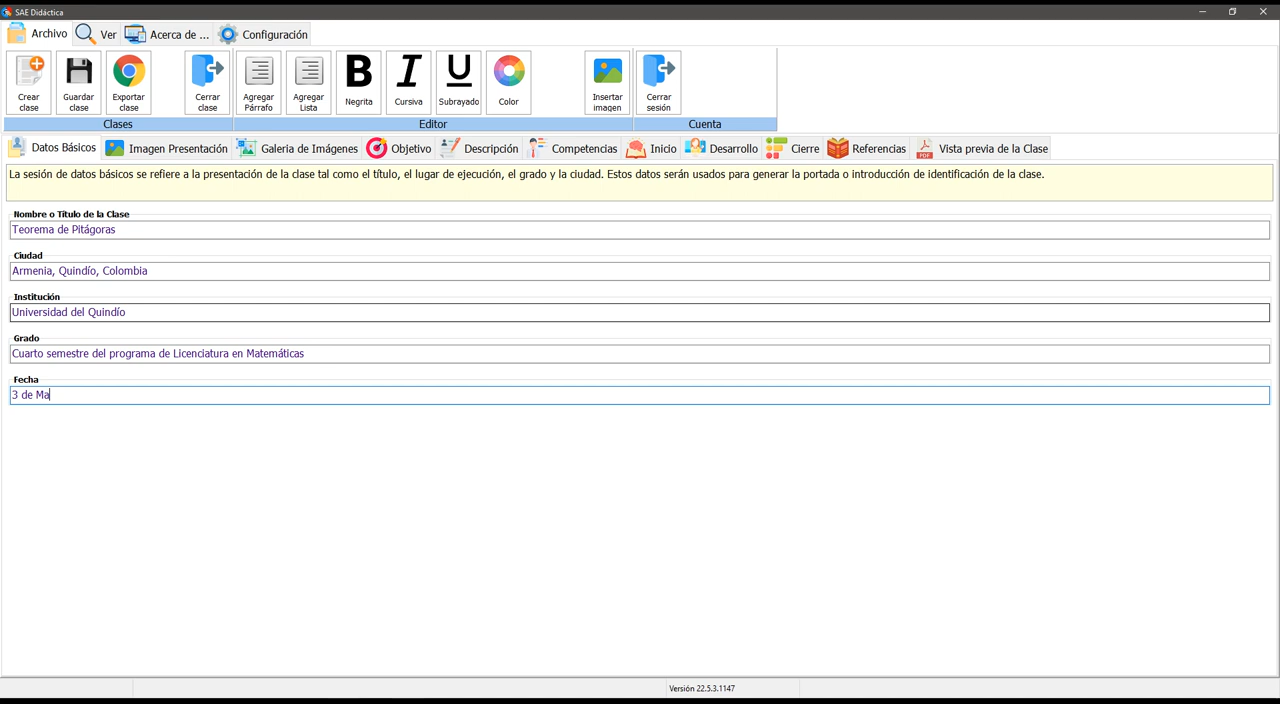 SAE Didáctica
Archivo Ver Acerca de ... Configuración
Crear clase
Guardar clase
Exportar clase
Cerrar clase
Agregar Párrafo
Agregar Lista
B Negrita
I Cursiva
U Subrayado
Color
Insertar imagen
Cerrar sesión
Clases Editor Cuenta
Datos Básicos Imagen Presentación Galeria de Imágenes Objetivo Descripción Competencias Inicio Desarrollo Cierre Referencias PDF Vista previa de la Clase
La sesión de datos básicos se refiere a la presentación de la clase tal como el título, el lugar de ejecución, el grado y la ciudad. Estos datos serán usados para generar la portada o introducción de identificación de la clase.
Nombre o Título de la Clase
Teorema de Pitágoras
Ciudad
Armenia, Quindío, Colombia
Institución
Universidad del Quindío
Grado
Cuarto semestre del programa de Licenciatura en Matemáticas
Fecha
3 de Ma
Versión 22.5.3.1147